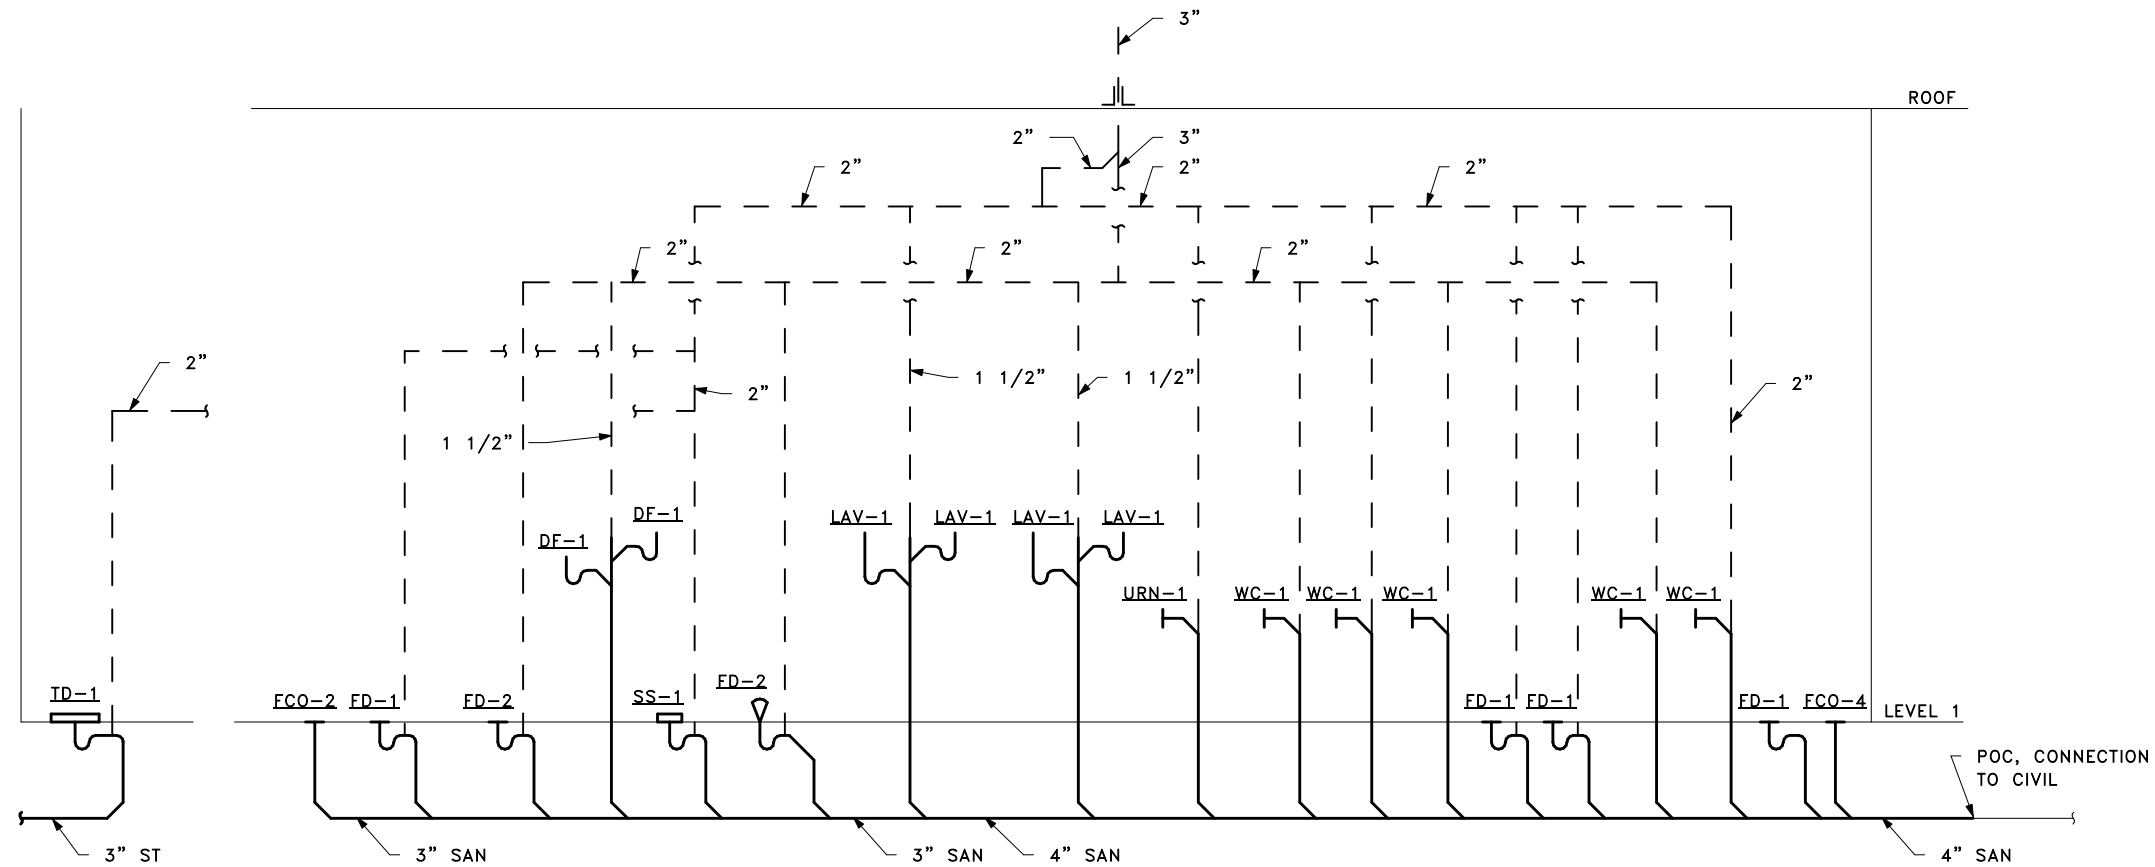 3"
ROOF
2"
3"
2"
2"
2"
2"
2"
2"
2"
1 1/2"
1 1/2"
2"
2"
1 1/2"
DF-1
DF-1
LAV-1
LAV-1
LAV-1
LAV-1
URN-1
WC-1
WC-1
WC-1
WC-1
WC-1
TD-1
FCO-2
FD-1
FD-2
SS-1
FD-2
FD-1
FD-1
FD-1
FCO-4
LEVEL 1
POC, CONNECTION
TO CIVIL
3" ST
3" SAN
3" SAN
4" SAN
4" SAN